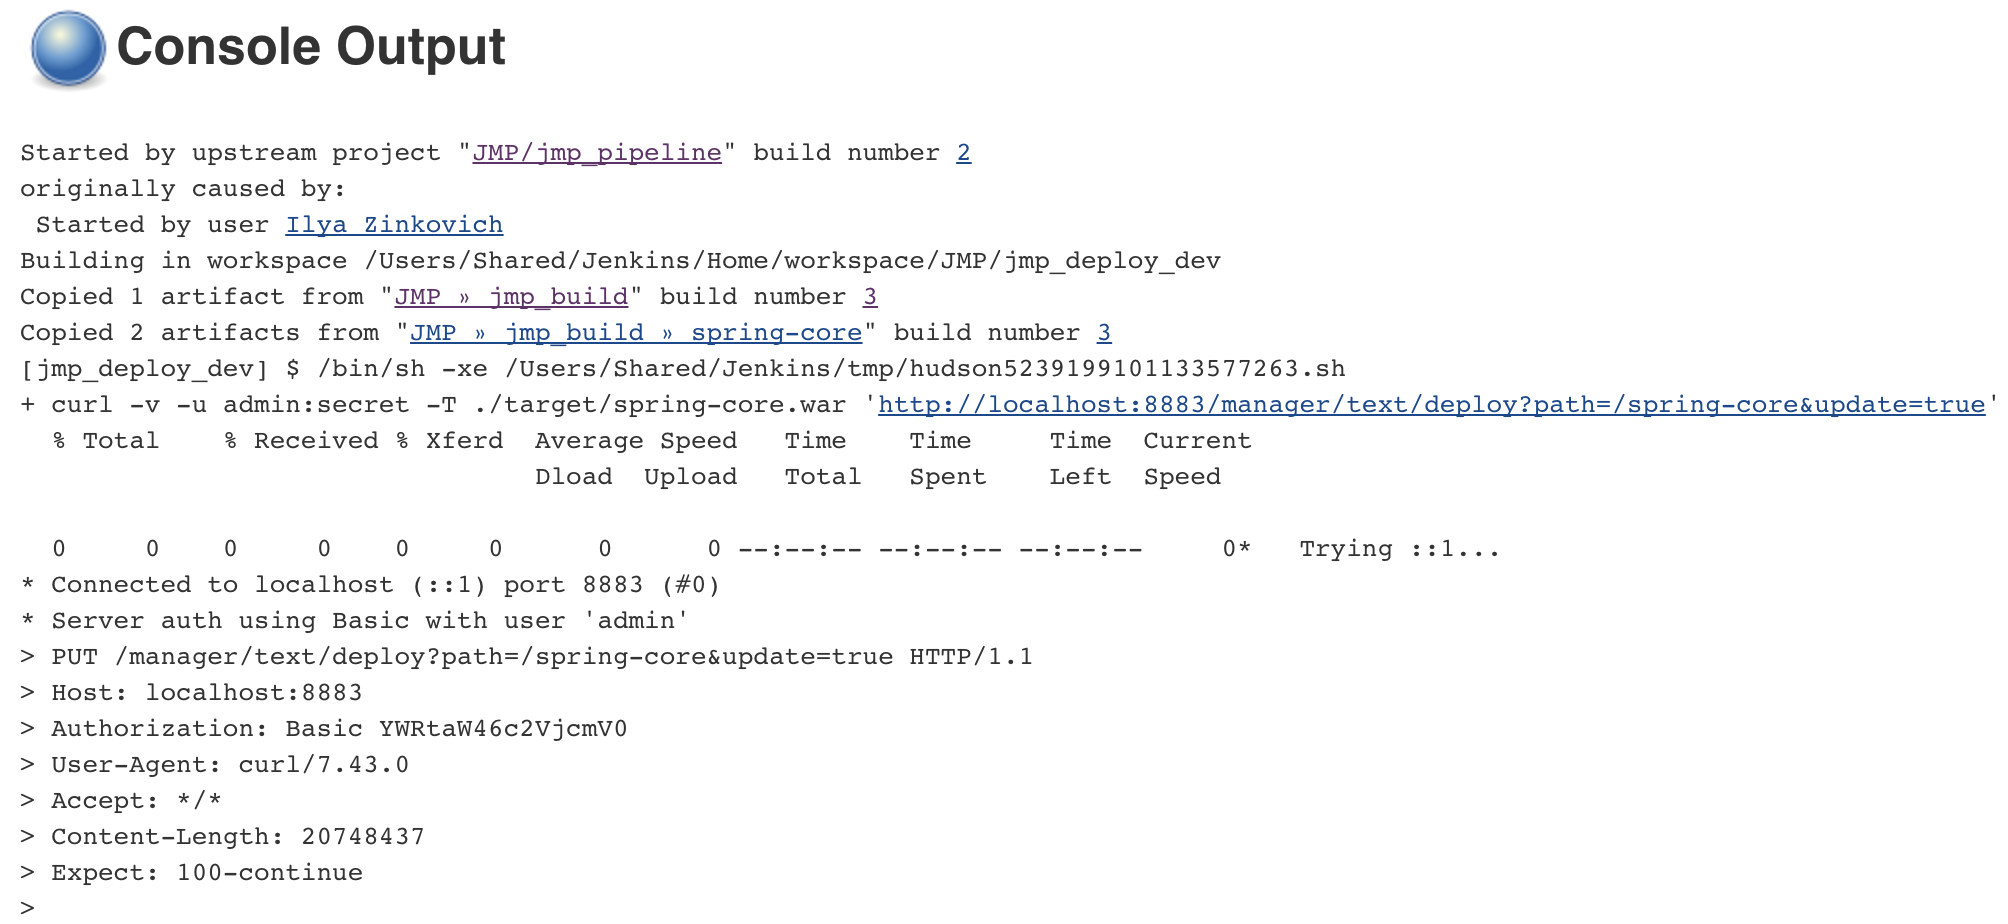 Console Output
Started by upstream project "JMP/jmp_pipeline" build number 2
originally caused by:
 Started by user Ilya Zinkovich
Building in workspace /Users/Shared/Jenkins/Home/workspace/JMP/jmp_deploy_dev
Copied 1 artifact from "JMP » jmp_build" build number 3
Copied 2 artifacts from "JMP » jmp_build » spring-core" build number 3
[jmp_deploy_dev] $ /bin/sh -xe /Users/Shared/Jenkins/tmp/hudson5239199101133577263.sh
+ curl -v -u admin:secret -T ./target/spring-core.war 'http://localhost:8883/manager/text/deploy?path=/spring-core&update=true'
  % Total    % Received % Xferd  Average Speed   Time    Time     Time  Current
                                 Dload  Upload   Total   Spent    Left  Speed
  0     0    0     0    0     0      0      0 --:--:-- --:--:-- --:--:--     0*   Trying ::1...
* Connected to localhost (::1) port 8883 (#0)
* Server auth using Basic with user 'admin'
> PUT /manager/text/deploy?path=/spring-core&update=true HTTP/1.1
> Host: localhost:8883
> Authorization: Basic YWRtaW46c2VjcmV0
> User-Agent: curl/7.43.0
> Accept: */*
> Content-Length: 20748437
> Expect: 100-continue
>